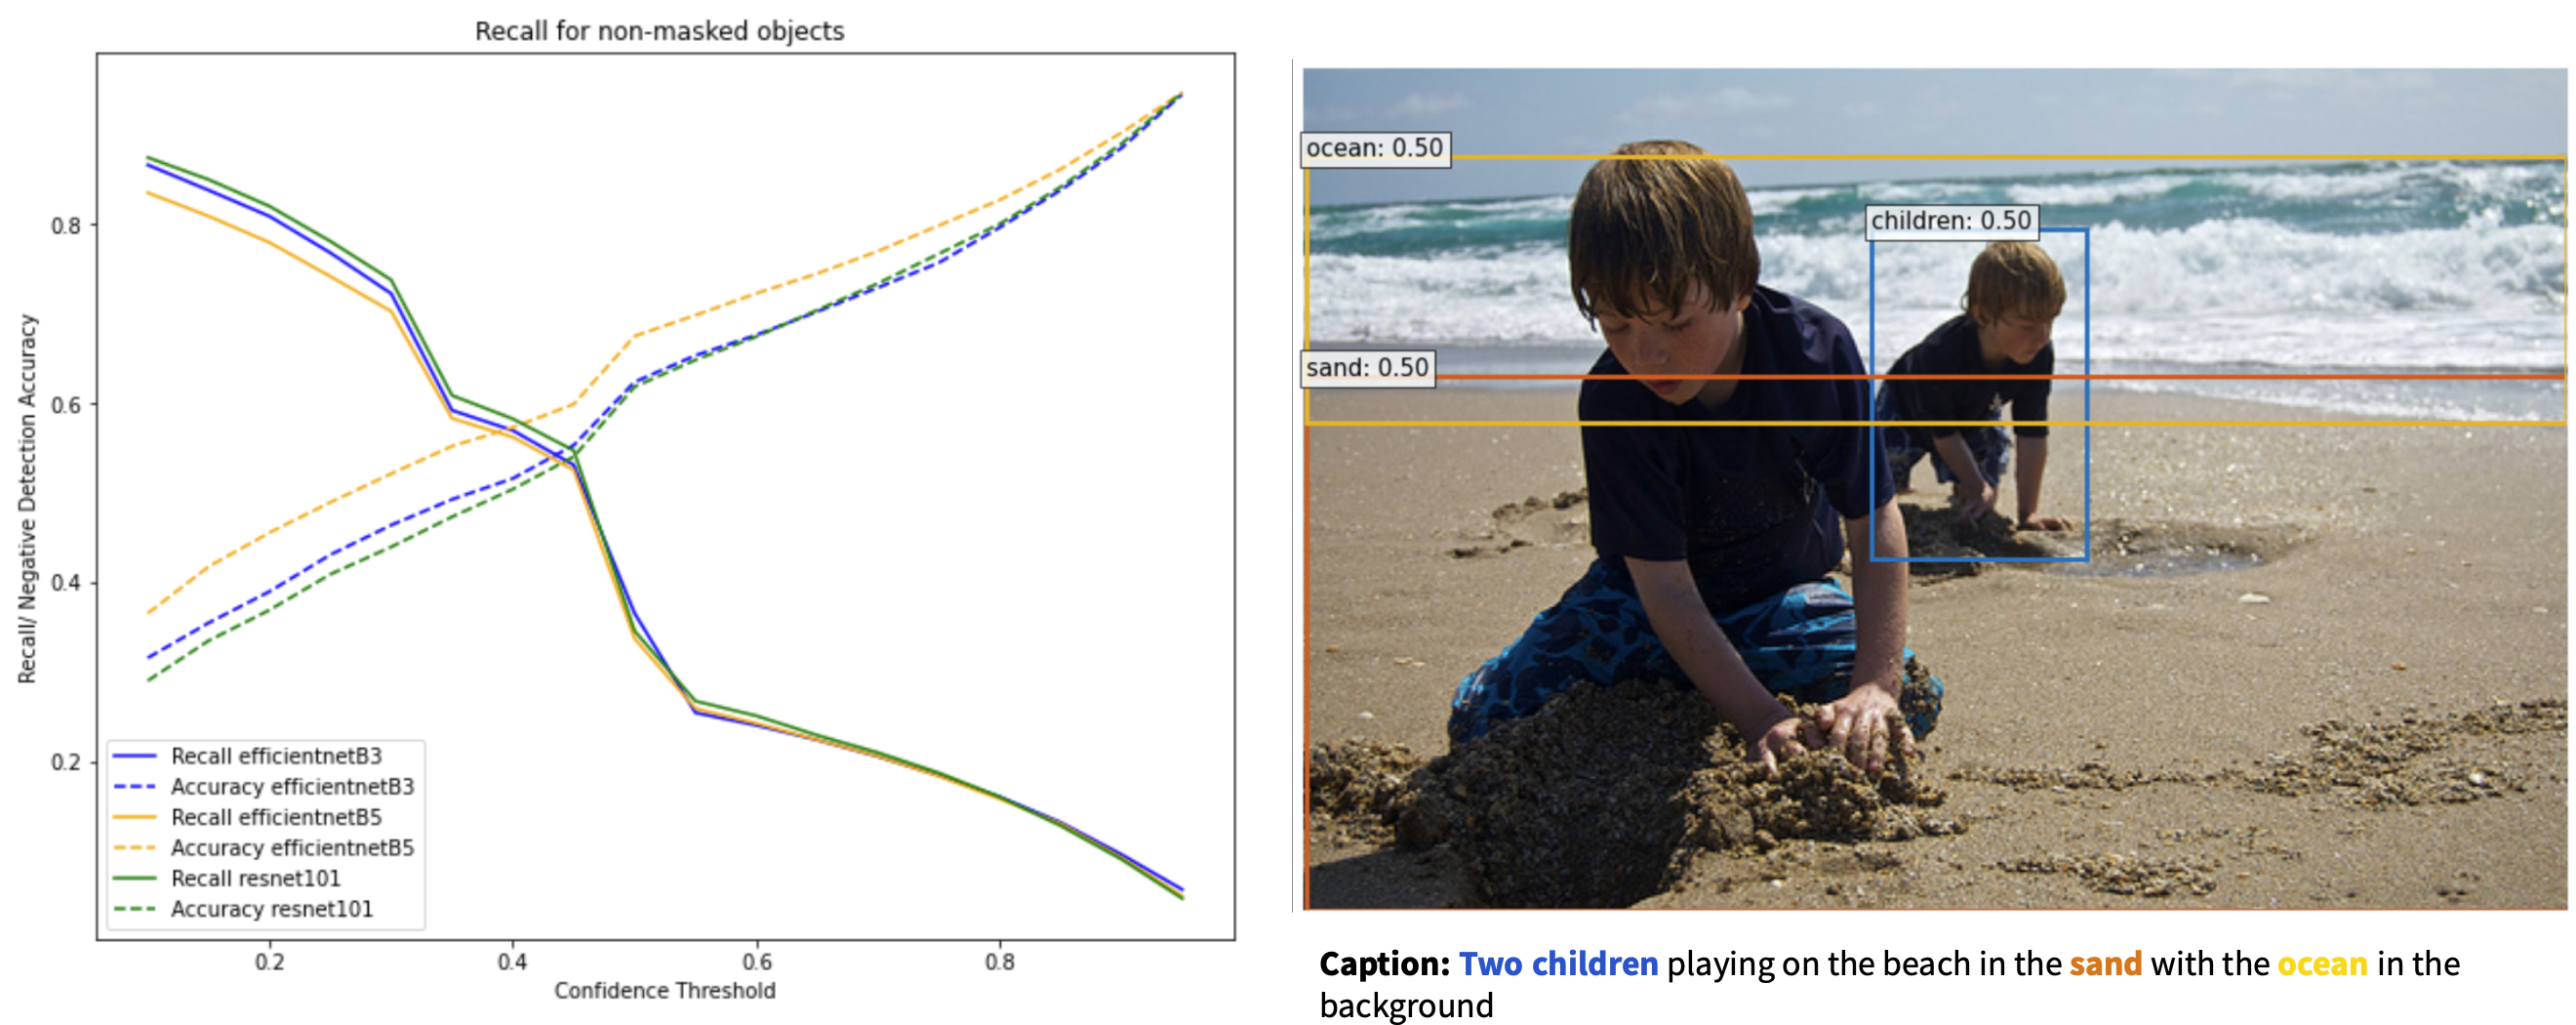 Recall for non-masked objects
Recall/ Negative Detection Accuracy
0.8
0.6
0.4
0.2
Recall efficientnetB3
Accuracy efficientnetB3
Recall efficientnetB5
Accuracy efficientnetB5
Recall resnet101
Accuracy resnet101
0.2 0.4 0.6 0.8
Confidence Threshold
ocean: 0.50
children: 0.50
sand: 0.50
Caption: Two children playing on the beach in the sand with the ocean in the
background